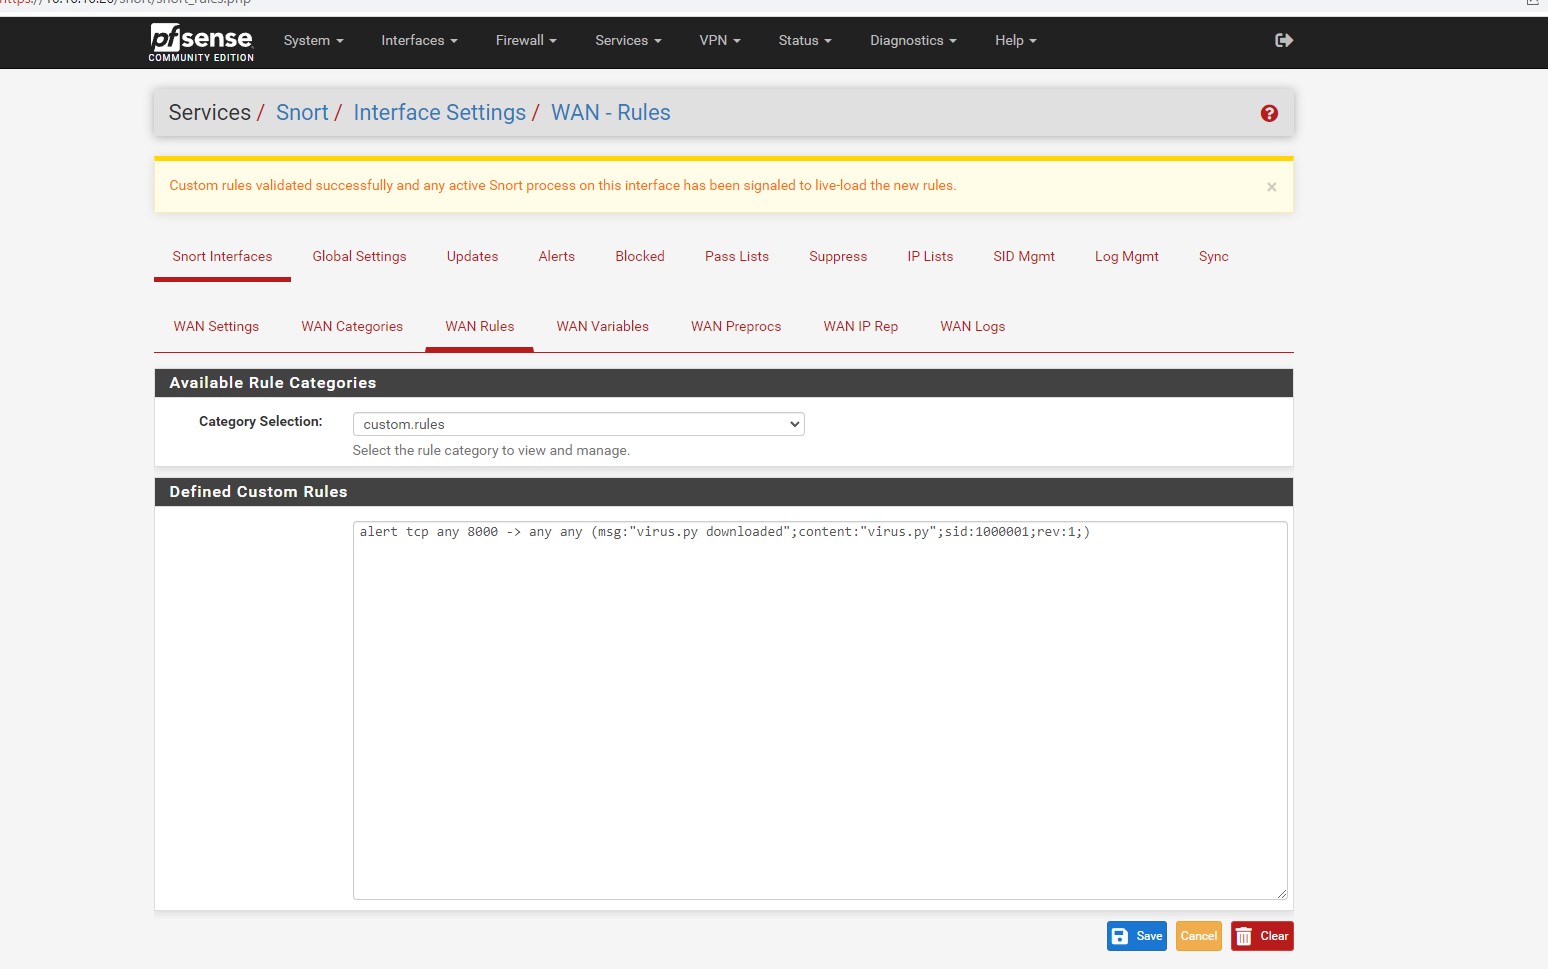 pfsense
COMMUNITY EDITION
System Interfaces Firewall Services VPN Status Diagnostics Help
Services / Snort / Interface Settings / WAN - Rules
Custom rules validated successfully and any active Snort process on this interface has been signaled to live-load the new rules.
×
Snort Interfaces Global Settings Updates Alerts Blocked Pass Lists Suppress IP Lists SID Mgmt Log Mgmt Sync
WAN Settings WAN Categories WAN Rules WAN Variables WAN Preprocs WAN IP Rep WAN Logs
Available Rule Categories
Category Selection: custom.rules
Select the rule category to view and manage.
Defined Custom Rules
alert tcp any 8000 -> any any (msg:"virus.py downloaded";content:"virus.py";sid:1000001;rev:1;)
Save Cancel Clear